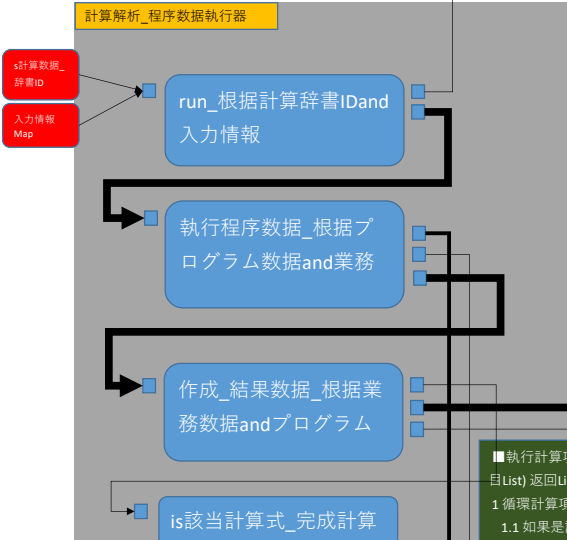 計算解析_程序数据執行器
s計算数据_
辞書ID
入力情報
Map
run_根据計算辞書IDand
入力情報
執行程序数据_根据プ
ログラム数据and業務
作成_結果数据_根据業
務数据andプログラム
■執行計算項
目List) 返回Li
1 循環計算項
1.1 如果是計
is該当計算式_完成計算